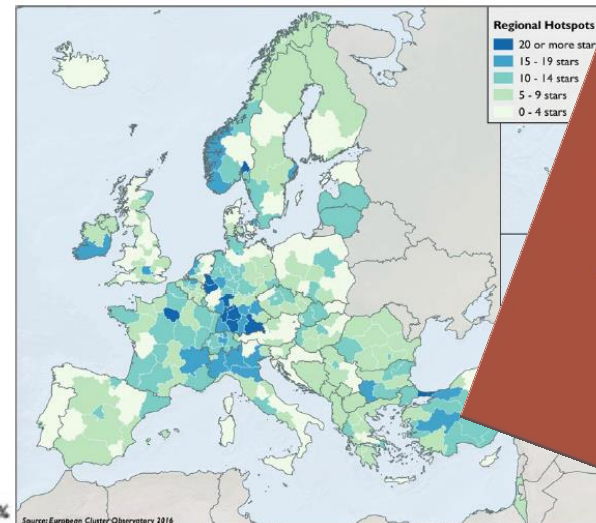 Regional Hotspots
20 or more star
15 - 19 stars
10 - 14 stars
5 - 9 stars
0 - 4 stars
%
Source: European Cluster Observatory 2016